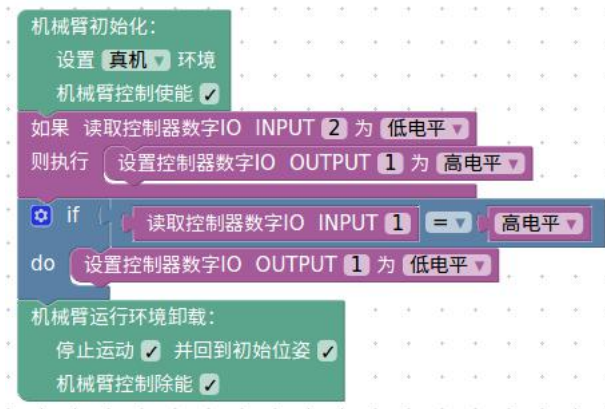 机械臂初始化:
设置 真机 环境
机械臂控制使能
如果 读取控制器数字IO INPUT 2 为 低电平
则执行 设置控制器数字IO OUTPUT 1 为 高电平
if 读取控制器数字IO INPUT 1 = 高电平
do 设置控制器数字IO OUTPUT 1 为 低电平
机械臂运行环境卸载:
停止运动 并回到初始位姿
机械臂控制除能